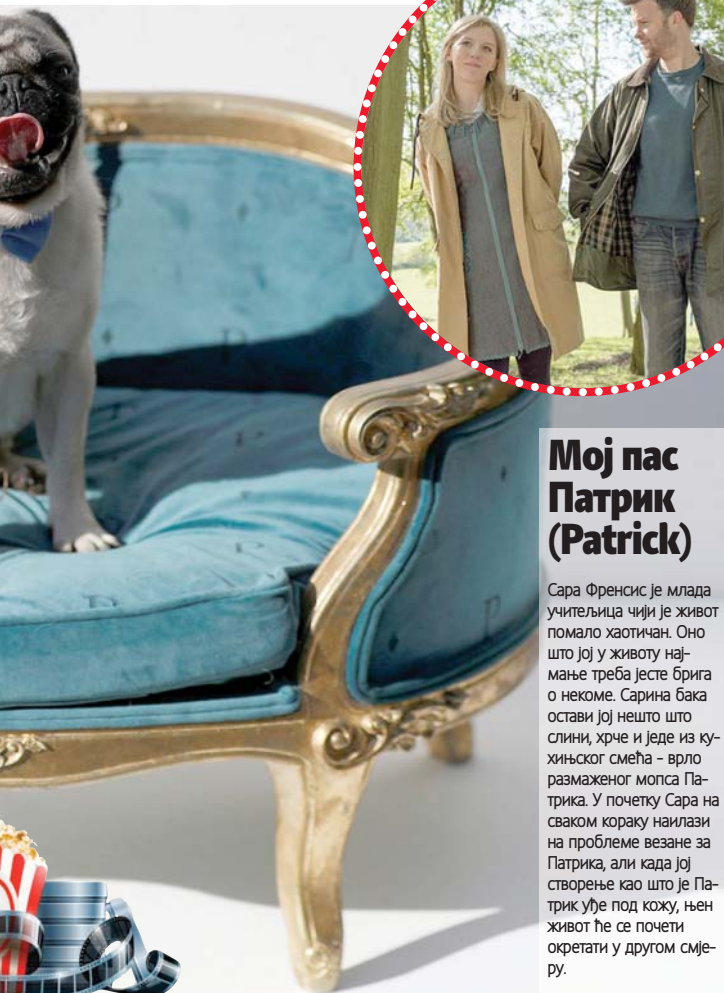 Мој пас
Патрик
(Patrick)
Сара Френсис је млада
учитељица чији је живот
помало хаотичан. Оно
што јој у животу нај-
мање треба јесте брига
о некоме. Сарина бака
остави јој нешто што
слини, хрче и једе из ку-
хињског смећа - врло
размаженог мопса Па-
трика. У почетку Сара на
сваком кораку наилази
на проблеме везане за
Патрика, али када јој
створење као што је Па-
трик уђе под кожу, њен
живот ће се почети
окретати у другом смје-
ру.